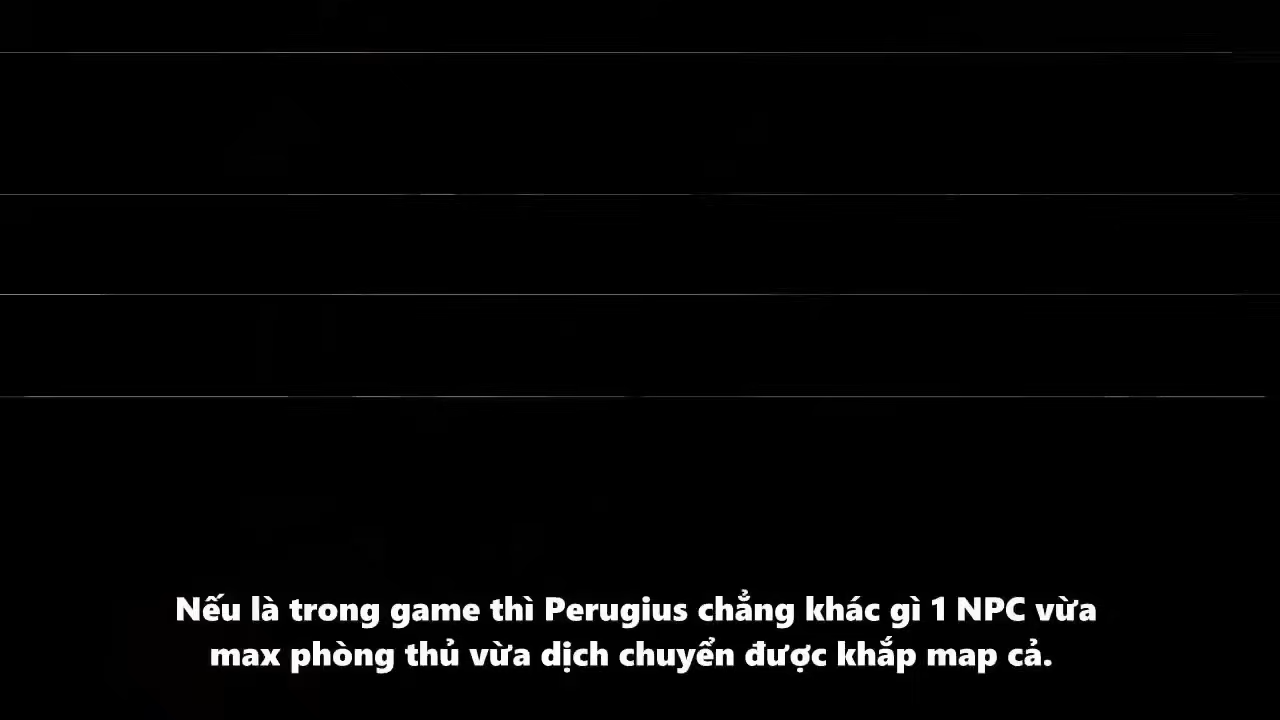 Nếu là trong game thì Perugius chẳng khác gì 1 NPC vừa
max phòng thủ vừa dịch chuyển được khắp map cả.